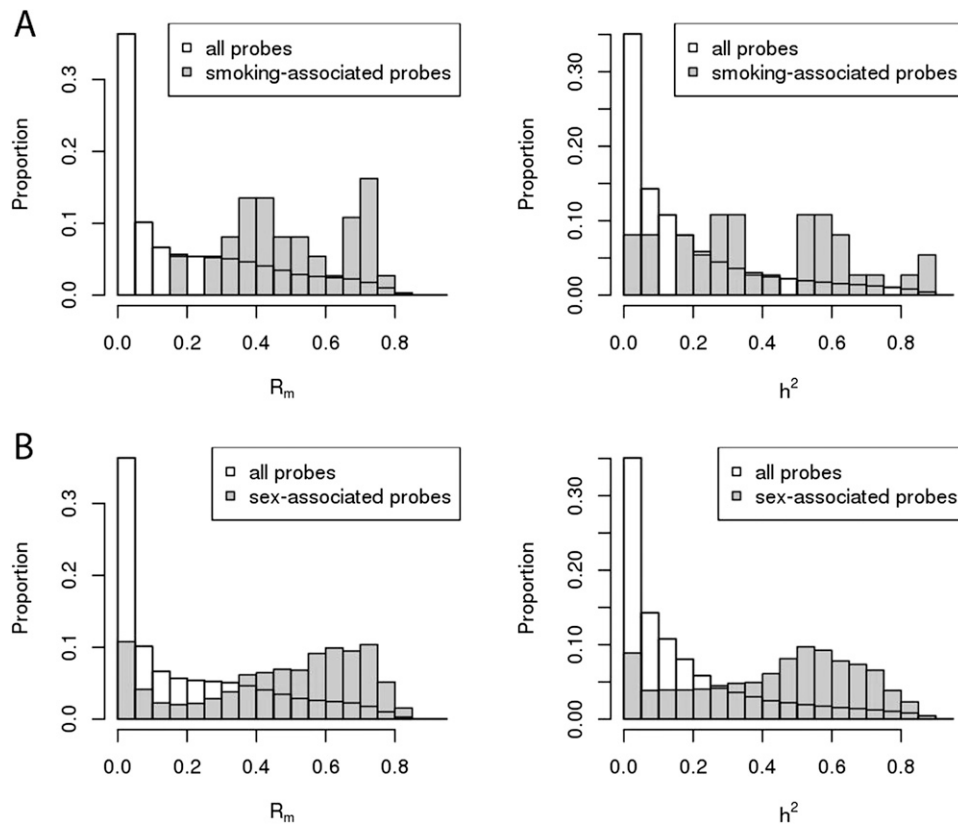 A
all probes
smoking-associated probes
Proportion
0.0 0.1 0.2 0.3
0.0 0.2 0.4 0.6 0.8
Rm
all probes
smoking-associated probes
Proportion
0.00 0.10 0.20 0.30
0.0 0.2 0.4 0.6 0.8
h²
B
all probes
sex-associated probes
Proportion
0.0 0.1 0.2 0.3
0.0 0.2 0.4 0.6 0.8
Rm
all probes
sex-associated probes
Proportion
0.00 0.10 0.20 0.30
0.0 0.2 0.4 0.6 0.8
h²